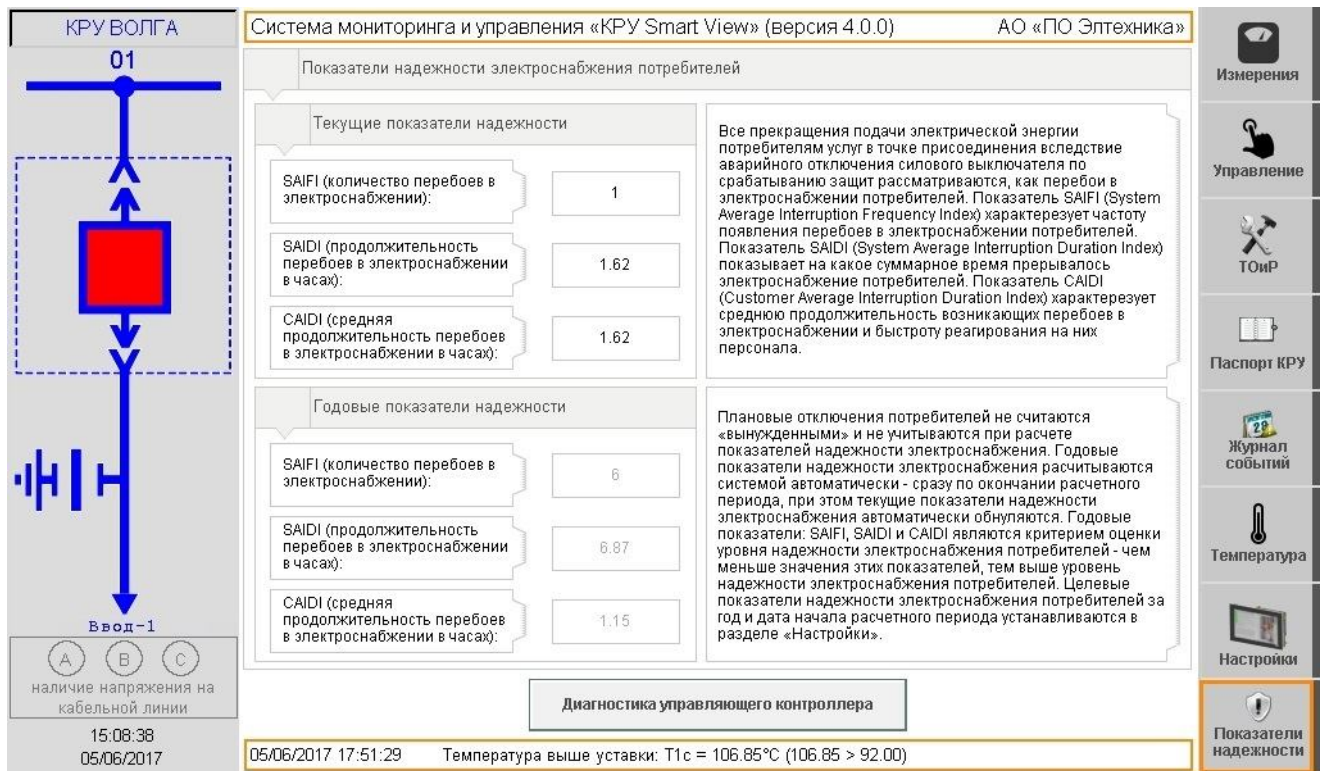 КРУ ВОЛГА
01
Ввод-1
A B C
наличие напряжения на
кабельной линии
15:08:38
05/06/2017
Система мониторинга и управления «КРУ Smart View» (версия 4.0.0) АО «ПО Элтехника»
Показатели надежности электроснабжения потребителей
Текущие показатели надежности
SAIFI (количество перебоев в
электроснабжении):
1
SAIDI (продолжительность
перебоев в электроснабжении
в часах):
1.62
CAIDI (средняя
продолжительность перебоев
в электроснабжении в часах):
1.62
Все прекращения подачи электрической энергии
потребителям услуг в точке присоединения вследствие
аварийного отключения силового выключателя по
срабатыванию защит рассматриваются, как перебои в
электроснабжении потребителей. Показатель SAIFI (System
Average Interruption Frequency Index) характерезует частоту
появления перебоев в электроснабжении потребителей.
Показатель SAIDI (System Average Interruption Duration Index)
показывает на какое суммарное время прерывалось
электроснабжение потребителей. Показатель CAIDI
(Customer Average Interruption Duration Index) характерезует
среднюю продолжительность возникающих перебоев в
электроснабжении и быстроту реагирования на них
персонала.
Годовые показатели надежности
SAIFI (количество перебоев в
электроснабжении):
6
SAIDI (продолжительность
перебоев в электроснабжении
в часах):
6.87
CAIDI (средняя
продолжительность перебоев
в электроснабжении в часах):
1.15
Плановые отключения потребителей не считаются
«вынужденными» и не учитываются при расчете
показателей надежности электроснабжения. Годовые
показатели надежности электроснабжения расчитываются
системой автоматически - сразу по окончании расчетного
периода, при этом текущие показатели надежности
электроснабжения автоматически обнуляются. Годовые
показатели: SAIFI, SAIDI и CAIDI являются критерием оценки
уровня надежности электроснабжения потребителей - чем
меньше значения этих показателей, тем выше уровень
надежности электроснабжения потребителей. Целевые
показатели надежности электроснабжения потребителей за
год и дата начала расчетного периода устанавливаются в
разделе «Настройки».
Диагностика управляющего контроллера
05/06/2017 17:51:29 Температура выше уставки: T1c = 106.85°C (106.85 > 92.00)
Измерения
Управление
ТОиР
Паспорт КРУ
28
Журнал
событий
Температура
Настройки
Показатели
надежности